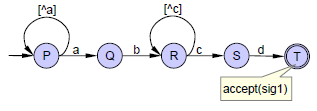 [^a] [^c]
P a Q b R c S d T
accept(sig1)